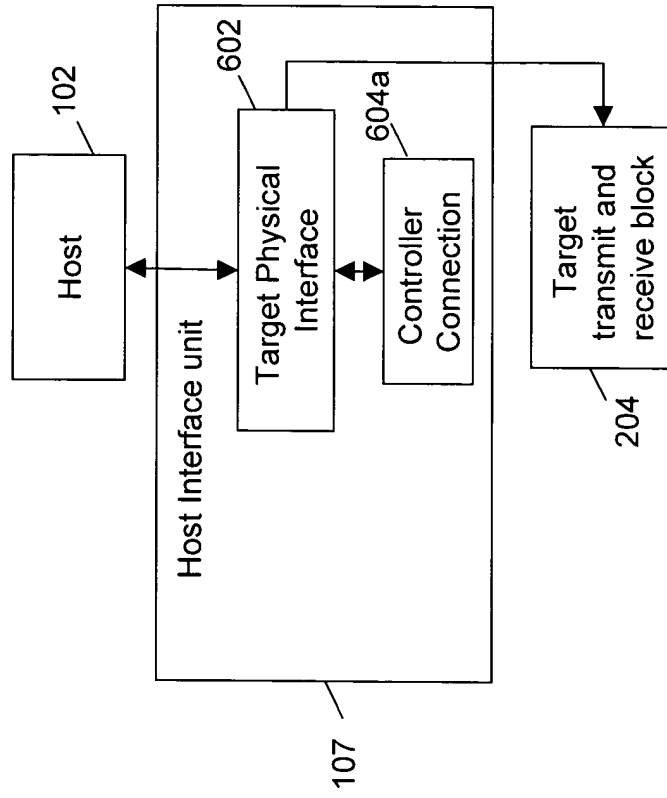 102
Host
Host Interface unit
602
Target Physical
Interface
604a
Controller
Connection
107
Target
transmit and
receive block
204